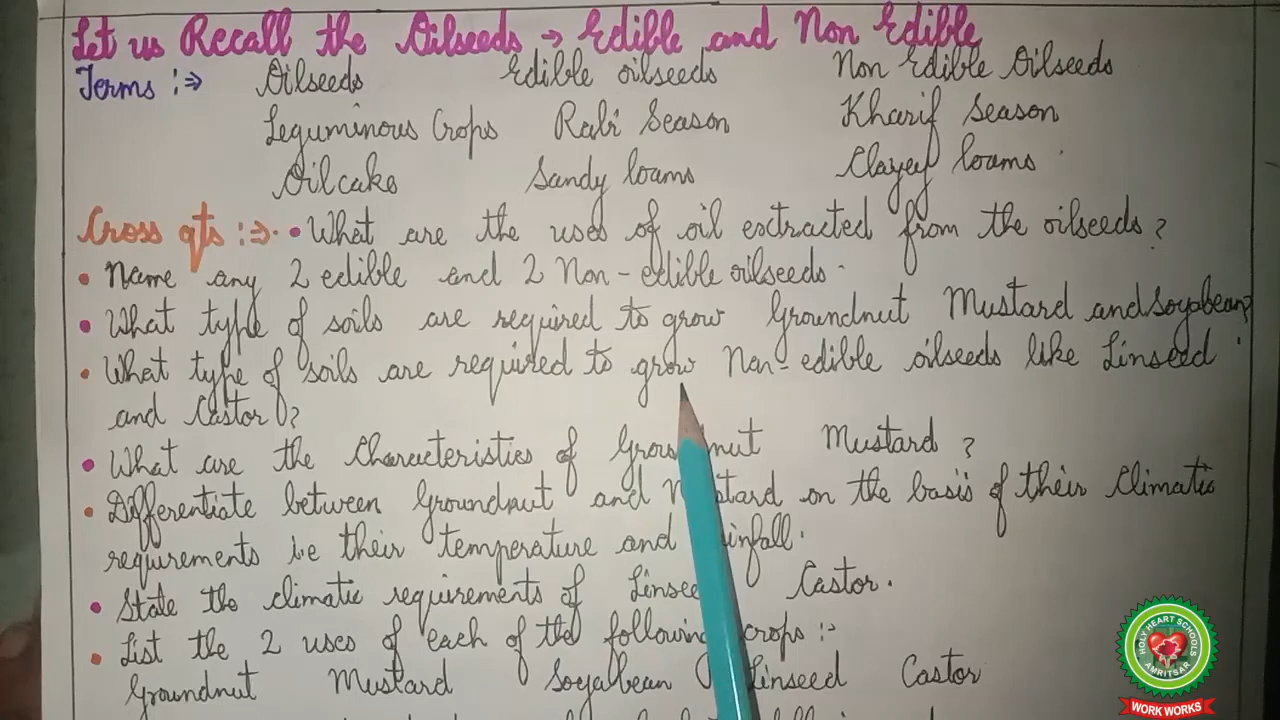 Let us Recall the Oilseeds → Edible and Non Edible
Terms :⇒ Oilseeds Edible oilseeds Non Edible Oilseeds
Leguminous Crops Rabi Season Kharif Season
Oilcake Sandy loams Clayey loams
Cross qts :⇒ • What are the uses of oil extracted from the oilseeds?
• Name any 2 edible and 2 Non-edible oilseeds.
• What type of soils are required to grow Groundnut Mustard and Soyabean?
• What type of soils are required to grow Non-edible oilseeds like Linseed
and Castor?
• What are the Characteristics of Mustard?
• Differentiate between Groundnut and on the basis of their Climatic
requirements i.e their temperature and
• State the climatic requirements of Castor.
• List the 2 uses of each of the following crops :-
Groundnut Mustard Soyabean Linseed Castor
HOLY HEART SCHOOLS
AMRITSAR
WORK WORKS